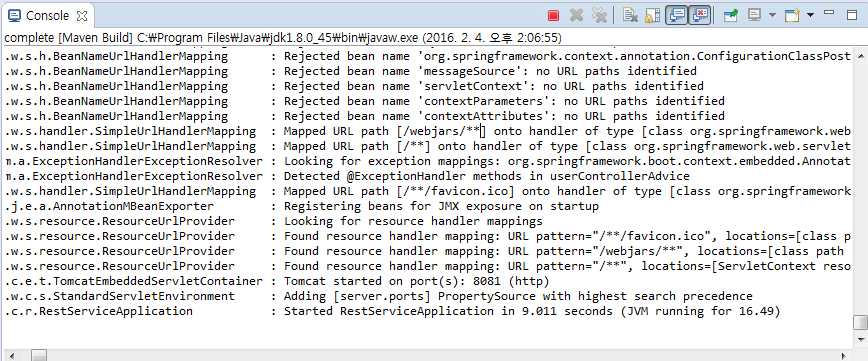 Console
complete [Maven Build] C:₩Program Files₩Java₩jdk1.8.0_45₩bin₩javaw.exe (2016. 2. 4. 오후 2:06:55)
.w.s.h.BeanNameUrlHandlerMapping : Rejected bean name 'org.springframework.context.annotation.ConfigurationClassPost
.w.s.h.BeanNameUrlHandlerMapping : Rejected bean name 'messageSource': no URL paths identified
.w.s.h.BeanNameUrlHandlerMapping : Rejected bean name 'servletContext': no URL paths identified
.w.s.h.BeanNameUrlHandlerMapping : Rejected bean name 'contextParameters': no URL paths identified
.w.s.h.BeanNameUrlHandlerMapping : Rejected bean name 'contextAttributes': no URL paths identified
.w.s.handler.SimpleUrlHandlerMapping : Mapped URL path [/webjars/**] onto handler of type [class org.springframework.web
.w.s.handler.SimpleUrlHandlerMapping : Mapped URL path [/**] onto handler of type [class org.springframework.web.servlet
m.a.ExceptionHandlerExceptionResolver : Looking for exception mappings: org.springframework.boot.context.embedded.Annotat
m.a.ExceptionHandlerExceptionResolver : Detected @ExceptionHandler methods in userControllerAdvice
.w.s.handler.SimpleUrlHandlerMapping : Mapped URL path [/**/favicon.ico] onto handler of type [class org.springframework
.j.e.a.AnnotationMBeanExporter : Registering beans for JMX exposure on startup
.w.s.resource.ResourceUrlProvider : Looking for resource handler mappings
.w.s.resource.ResourceUrlProvider : Found resource handler mapping: URL pattern="/**/favicon.ico", locations=[class p
.w.s.resource.ResourceUrlProvider : Found resource handler mapping: URL pattern="/webjars/**", locations=[class path
.w.s.resource.ResourceUrlProvider : Found resource handler mapping: URL pattern="/**", locations=[ServletContext reso
.c.e.t.TomcatEmbeddedServletContainer : Tomcat started on port(s): 8081 (http)
.w.c.s.StandardServletEnvironment : Adding [server.ports] PropertySource with highest search precedence
.c.r.RestServiceApplication : Started RestServiceApplication in 9.011 seconds (JVM running for 16.49)